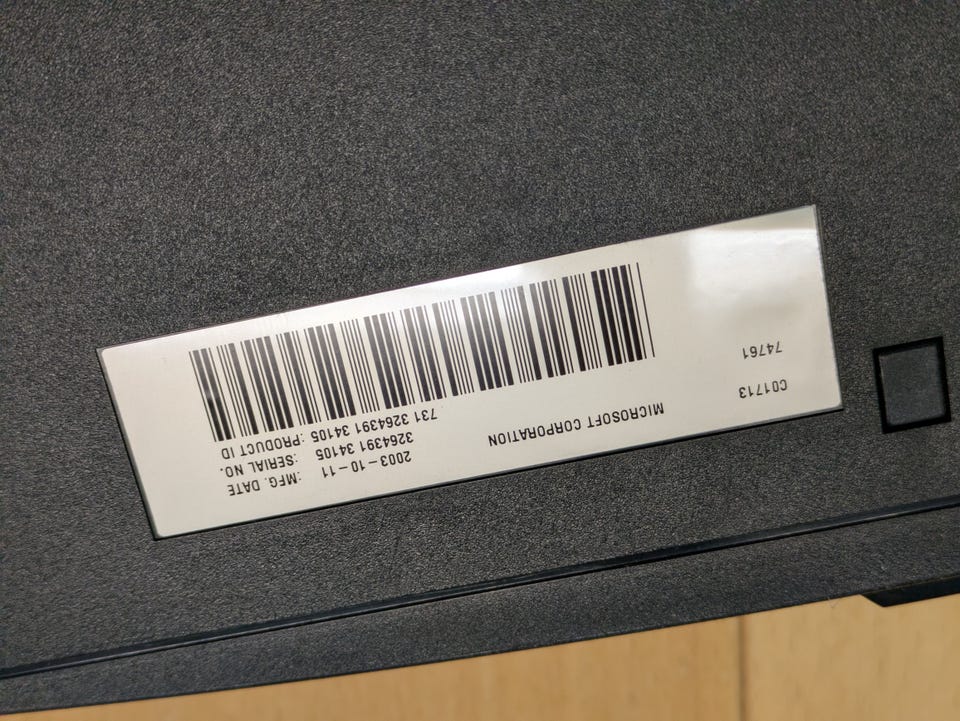 C01713
74761
MICROSOFT CORPORATION
2003-10-11 :MFG. DATE
3264391 34105 :SERIAL NO.
731 3264391 34105 :PRODUCT ID